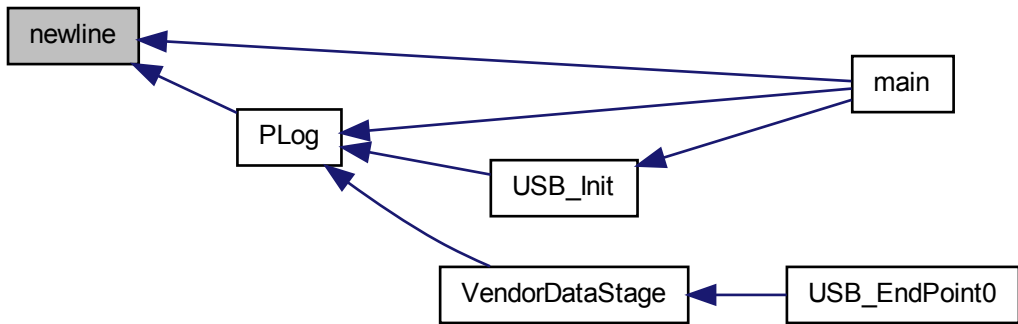 newline
main
PLog
USB_Init
VendorDataStage
USB_EndPoint0